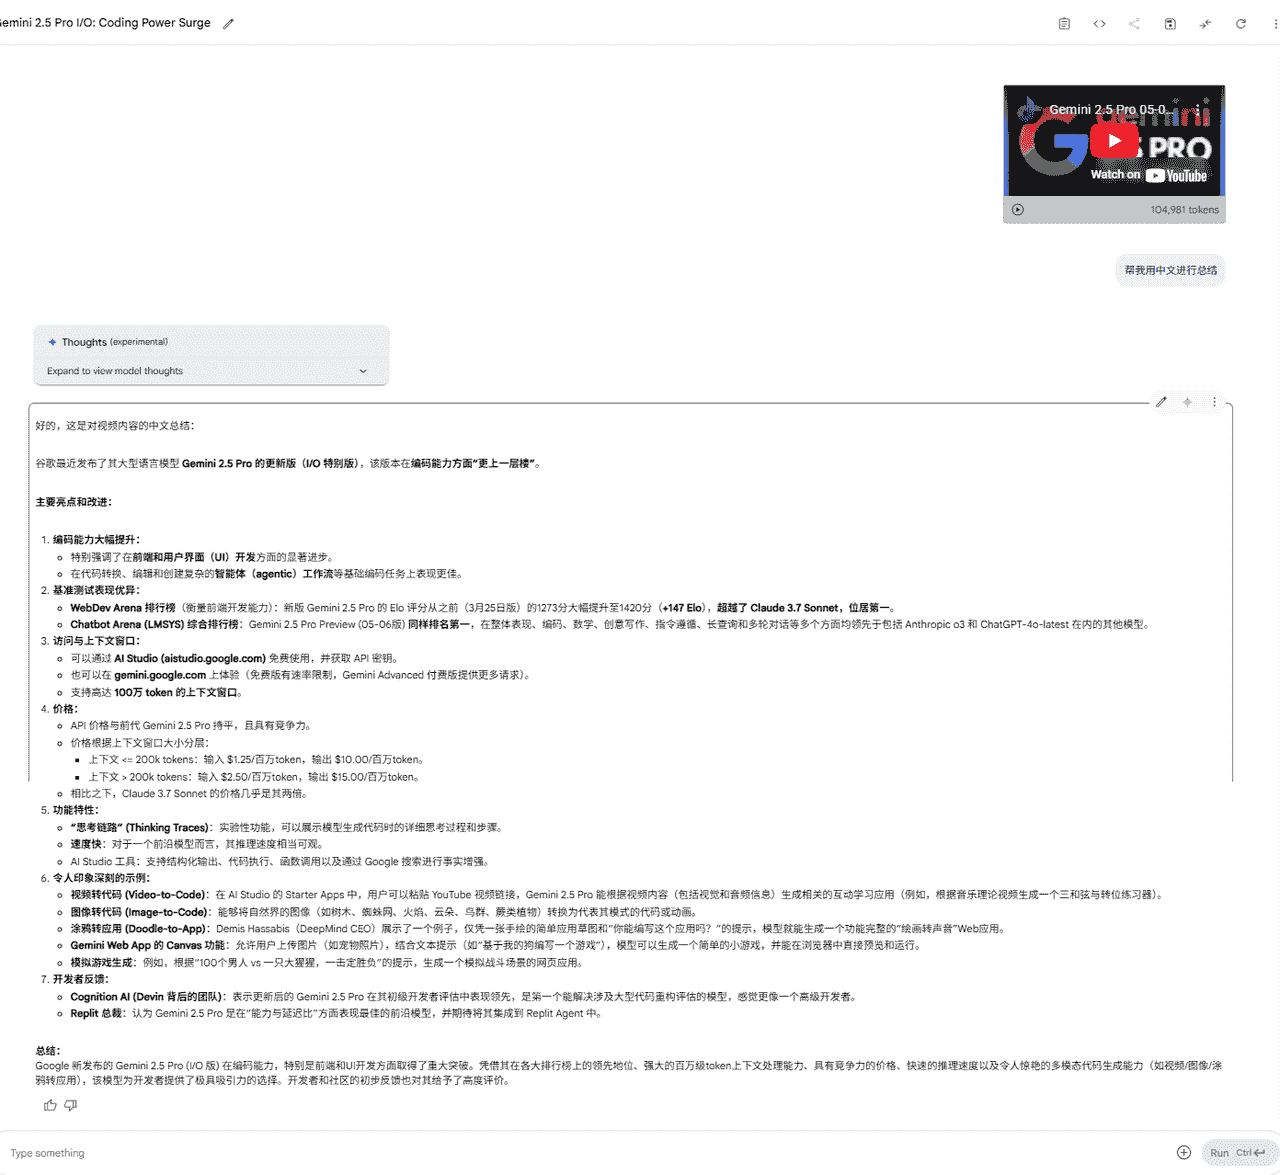 Gemini 2.5 Pro I/O: Coding Power Surge
Gemini 2.5 Pro 05-0...
gemini
PRO
Watch on YouTube
104,981 tokens
帮我用中文进行总结
Thoughts (experimental)
Expand to view model thoughts
好的，这是对视频内容的中文总结：
谷歌最近发布了其大型语言模型 Gemini 2.5 Pro 的更新版（I/O 特别版），该版本在编码能力方面“更上一层楼”。
主要亮点和改进：
1. 编码能力大幅提升：
特别强调了在前端和用户界面（UI）开发方面的显著进步。
在代码转换、编辑和创建复杂的智能体（agentic）工作流等基础编码任务上表现更佳。
2. 基准测试表现优异：
WebDev Arena 排行榜（衡量前端开发能力）：新版 Gemini 2.5 Pro 的 Elo 评分从之前（3月25日版）的1273分大幅提升至1420分（+147 Elo），超越了 Claude 3.7 Sonnet，位居第一。
Chatbot Arena (LMSYS) 综合排行榜：Gemini 2.5 Pro Preview (05-06版) 同样排名第一，在整体表现、编码、数学、创意写作、指令遵循、长查询和多轮对话等多个方面均领先于包括 Anthropic o3 和 ChatGPT-4o-latest 在内的其他模型。
3. 访问与上下文窗口：
可以通过 AI Studio (aistudio.google.com) 免费使用，并获取 API 密钥。
也可以在 gemini.google.com 上体验（免费版有速率限制，Gemini Advanced 付费版提供更多请求）。
支持高达 100万 token 的上下文窗口。
4. 价格：
API 价格与前代 Gemini 2.5 Pro 持平，且具有竞争力。
价格根据上下文窗口大小分层：
上下文 <= 200k tokens：输入 $1.25/百万token，输出 $10.00/百万token。
上下文 > 200k tokens：输入 $2.50/百万token，输出 $15.00/百万token。
相比之下，Claude 3.7 Sonnet 的价格几乎是其两倍。
5. 功能特性：
“思考链路” (Thinking Traces)：实验性功能，可以展示模型生成代码时的详细思考过程和步骤。
速度快：对于一个前沿模型而言，其推理速度相当可观。
AI Studio 工具：支持结构化输出、代码执行、函数调用以及通过 Google 搜索进行事实增强。
6. 令人印象深刻的示例：
视频转代码 (Video-to-Code)：在 AI Studio 的 Starter Apps 中，用户可以粘贴 YouTube 视频链接，Gemini 2.5 Pro 能根据视频内容（包括视觉和音频信息）生成相关的互动学习应用（例如，根据音乐理论视频生成一个三和弦与转位练习器）。
图像转代码 (Image-to-Code)：能够将自然界的图像（如树木、蜘蛛网、火焰、云朵、鸟群、蕨类植物）转换为代表其模式的代码或动画。
涂鸦转应用 (Doodle-to-App)：Demis Hassabis（DeepMind CEO）展示了一个例子，仅凭一张手绘的简单应用草图和“你能编写这个应用吗？”的提示，模型就能生成一个功能完整的“绘画转声音”Web应用。
Gemini Web App 的 Canvas 功能：允许用户上传图片（如宠物照片），结合文本提示（如“基于我的狗编写一个游戏”），模型可以生成一个简单的小游戏，并能在浏览器中直接预览和运行。
模拟游戏生成：例如，根据“100个男人 vs 一只大猩猩，一击定胜负”的提示，生成一个模拟战斗场景的网页应用。
7. 开发者反馈：
Cognition AI (Devin 背后的团队)：表示更新后的 Gemini 2.5 Pro 在其初级开发者评估中表现领先，是第一个能解决涉及大型代码重构评估的模型，感觉更像一个高级开发者。
Replit 总裁：认为 Gemini 2.5 Pro 是在“能力与延迟比”方面表现最佳的前沿模型，并期待将其集成到 Replit Agent 中。
总结：
Google 新发布的 Gemini 2.5 Pro (I/O 版) 在编码能力，特别是前端和UI开发方面取得了重大突破。凭借其在各大排行榜上的领先地位、强大的百万级token上下文处理能力、具有竞争力的价格、快速的推理速度以及令人惊艳的多模态代码生成能力（如视频/图像/涂
鸦转应用），该模型为开发者提供了极具吸引力的选择。开发者和社区的初步反馈也对其给予了高度评价。
Type something
Run Ctrl